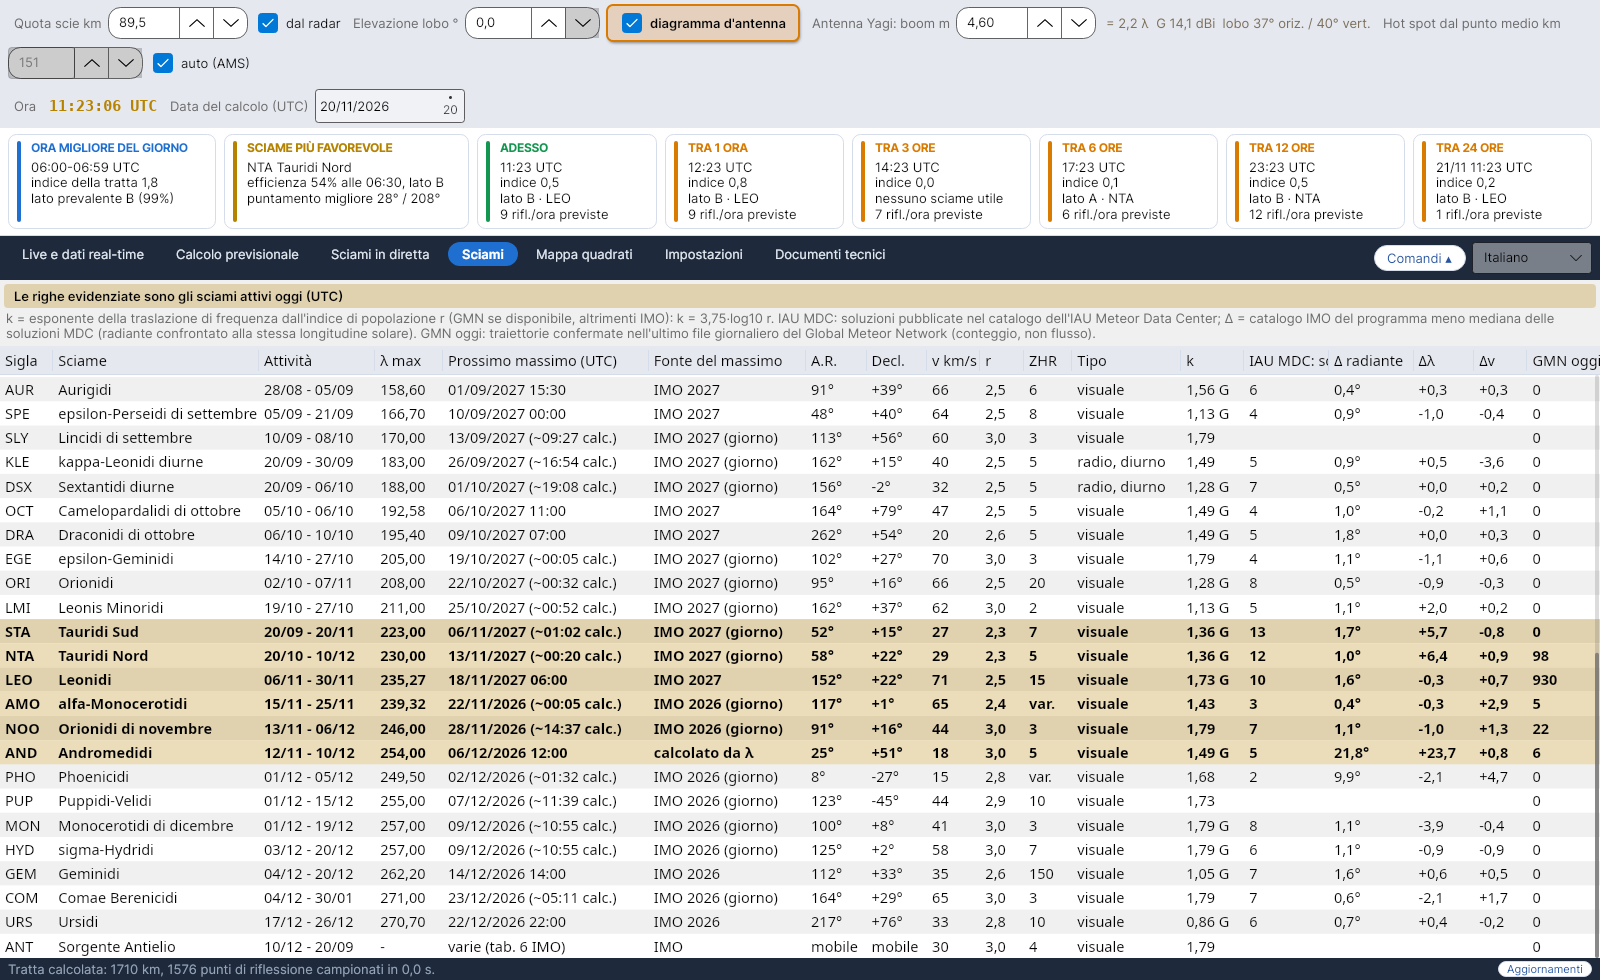 Quota scie km 89,5 dal radar Elevazione lobo ° 0,0 diagramma d'antenna Antenna Yagi: boom m 4,60 = 2,2 λ G 14,1 dBi lobo 37° oriz. / 40° vert. Hot spot dal punto medio km
151 auto (AMS)
Ora 11:23:06 UTC Data del calcolo (UTC) 20/11/2026 20
ORA MIGLIORE DEL GIORNO
06:00-06:59 UTC
indice della tratta 1,8
lato prevalente B (99%)
SCIAME PIÙ FAVOREVOLE
NTA Tauridi Nord
efficienza 54% alle 06:30, lato B
puntamento migliore 28° / 208°
ADESSO
11:23 UTC
indice 0,5
lato B · LEO
9 rifl./ora previste
TRA 1 ORA
12:23 UTC
indice 0,8
lato B · LEO
9 rifl./ora previste
TRA 3 ORE
14:23 UTC
indice 0,0
nessuno sciame utile
7 rifl./ora previste
TRA 6 ORE
17:23 UTC
indice 0,1
lato A · NTA
6 rifl./ora previste
TRA 12 ORE
23:23 UTC
indice 0,5
lato B · NTA
12 rifl./ora previste
TRA 24 ORE
21/11 11:23 UTC
indice 0,2
lato B · LEO
1 rifl./ora previste
Live e dati real-time Calcolo previsionale Sciami in diretta Sciami Mappa quadrati Impostazioni Documenti tecnici Comandi ▴ Italiano
Le righe evidenziate sono gli sciami attivi oggi (UTC)
k = esponente della traslazione di frequenza dall'indice di popolazione r (GMN se disponibile, altrimenti IMO): k = 3,75·log10 r. IAU MDC: soluzioni pubblicate nel catalogo dell'IAU Meteor Data Center; Δ = catalogo IMO del programma meno mediana delle
soluzioni MDC (radiante confrontato alla stessa longitudine solare). GMN oggi: traiettorie confermate nell'ultimo file giornaliero del Global Meteor Network (conteggio, non flusso).
Sigla Sciame Attività λ max Prossimo massimo (UTC) Fonte del massimo A.R. Decl. v km/s r ZHR Tipo k IAU MDC: so Δ radiante Δλ Δv GMN oggi
AUR Aurigidi 28/08 - 05/09 158,60 01/09/2027 15:30 IMO 2027 91° +39° 66 2,5 6 visuale 1,56 G 6 0,4° +0,3 +0,3 0
SPE epsilon-Perseidi di settembre 05/09 - 21/09 166,70 10/09/2027 00:00 IMO 2027 48° +40° 64 2,5 8 visuale 1,13 G 4 0,9° -1,0 -0,4 0
SLY Lincidi di settembre 10/09 - 08/10 170,00 13/09/2027 (~09:27 calc.) IMO 2027 (giorno) 113° +56° 60 3,0 3 visuale 1,79 0
KLE kappa-Leonidi diurne 20/09 - 30/09 183,00 26/09/2027 (~16:54 calc.) IMO 2027 (giorno) 162° +15° 40 2,5 5 radio, diurno 1,49 5 0,9° +0,5 -3,6 0
DSX Sextantidi diurne 20/09 - 06/10 188,00 01/10/2027 (~19:08 calc.) IMO 2027 (giorno) 156° -2° 32 2,5 5 radio, diurno 1,28 G 7 0,5° +0,0 +0,2 0
OCT Camelopardalidi di ottobre 05/10 - 06/10 192,58 06/10/2027 11:00 IMO 2027 164° +79° 47 2,5 5 visuale 1,49 G 4 1,0° -0,2 +1,1 0
DRA Draconidi di ottobre 06/10 - 10/10 195,40 09/10/2027 07:00 IMO 2027 262° +54° 20 2,6 5 visuale 1,49 G 5 1,8° +0,0 +0,3 0
EGE epsilon-Geminidi 14/10 - 27/10 205,00 19/10/2027 (~00:05 calc.) IMO 2027 (giorno) 102° +27° 70 3,0 3 visuale 1,79 4 1,1° -1,1 +0,6 0
ORI Orionidi 02/10 - 07/11 208,00 22/10/2027 (~00:32 calc.) IMO 2027 (giorno) 95° +16° 66 2,5 20 visuale 1,28 G 8 0,5° -0,9 -0,3 0
LMI Leonis Minoridi 19/10 - 27/10 211,00 25/10/2027 (~00:52 calc.) IMO 2027 (giorno) 162° +37° 62 3,0 2 visuale 1,13 G 5 1,1° +2,0 +0,2 0
STA Tauridi Sud 20/09 - 20/11 223,00 06/11/2027 (~01:02 calc.) IMO 2027 (giorno) 52° +15° 27 2,3 7 visuale 1,36 G 13 1,7° +5,7 -0,8 0
NTA Tauridi Nord 20/10 - 10/12 230,00 13/11/2027 (~00:20 calc.) IMO 2027 (giorno) 58° +22° 29 2,3 5 visuale 1,36 G 12 1,0° +6,4 +0,9 98
LEO Leonidi 06/11 - 30/11 235,27 18/11/2027 06:00 IMO 2027 152° +22° 71 2,5 15 visuale 1,73 G 10 1,6° -0,3 +0,7 930
AMO alfa-Monocerotidi 15/11 - 25/11 239,32 22/11/2026 (~00:05 calc.) IMO 2026 (giorno) 117° +1° 65 2,4 var. visuale 1,43 3 0,4° -0,3 +2,9 5
NOO Orionidi di novembre 13/11 - 06/12 246,00 28/11/2026 (~14:37 calc.) IMO 2026 (giorno) 91° +16° 44 3,0 3 visuale 1,79 7 1,1° -1,0 +1,3 22
AND Andromedidi 12/11 - 10/12 254,00 06/12/2026 12:00 calcolato da λ 25° +51° 18 3,0 5 visuale 1,49 G 5 21,8° +23,7 +0,8 6
PHO Phoenicidi 01/12 - 05/12 249,50 02/12/2026 (~01:32 calc.) IMO 2026 (giorno) 8° -27° 15 2,8 var. visuale 1,68 2 9,9° -2,1 +4,7 0
PUP Puppidi-Velidi 01/12 - 15/12 255,00 07/12/2026 (~11:39 calc.) IMO 2026 (giorno) 123° -45° 44 2,9 10 visuale 1,73 0
MON Monocerotidi di dicembre 01/12 - 19/12 257,00 09/12/2026 (~10:55 calc.) IMO 2026 (giorno) 100° +8° 41 3,0 3 visuale 1,79 G 8 1,1° -3,9 -0,4 0
HYD sigma-Hydridi 03/12 - 20/12 257,00 09/12/2026 (~10:55 calc.) IMO 2026 (giorno) 125° +2° 58 3,0 7 visuale 1,79 G 6 1,1° -0,9 -0,9 0
GEM Geminidi 04/12 - 20/12 262,20 14/12/2026 14:00 IMO 2026 112° +33° 35 2,6 150 visuale 1,05 G 7 1,6° +0,6 +0,5 0
COM Comae Berenicidi 04/12 - 30/01 271,00 23/12/2026 (~05:11 calc.) IMO 2026 (giorno) 164° +29° 65 3,0 3 visuale 1,79 7 0,6° -2,1 +1,7 0
URS Ursidi 17/12 - 26/12 270,70 22/12/2026 22:00 IMO 2026 217° +76° 33 2,8 10 visuale 0,86 G 6 0,7° +0,4 -0,2 0
ANT Sorgente Antielio 10/12 - 20/09 - varie (tab. 6 IMO) IMO mobile mobile 30 3,0 4 visuale 1,79 0
Tratta calcolata: 1710 km, 1576 punti di riflessione campionati in 0,0 s. Aggiornamenti